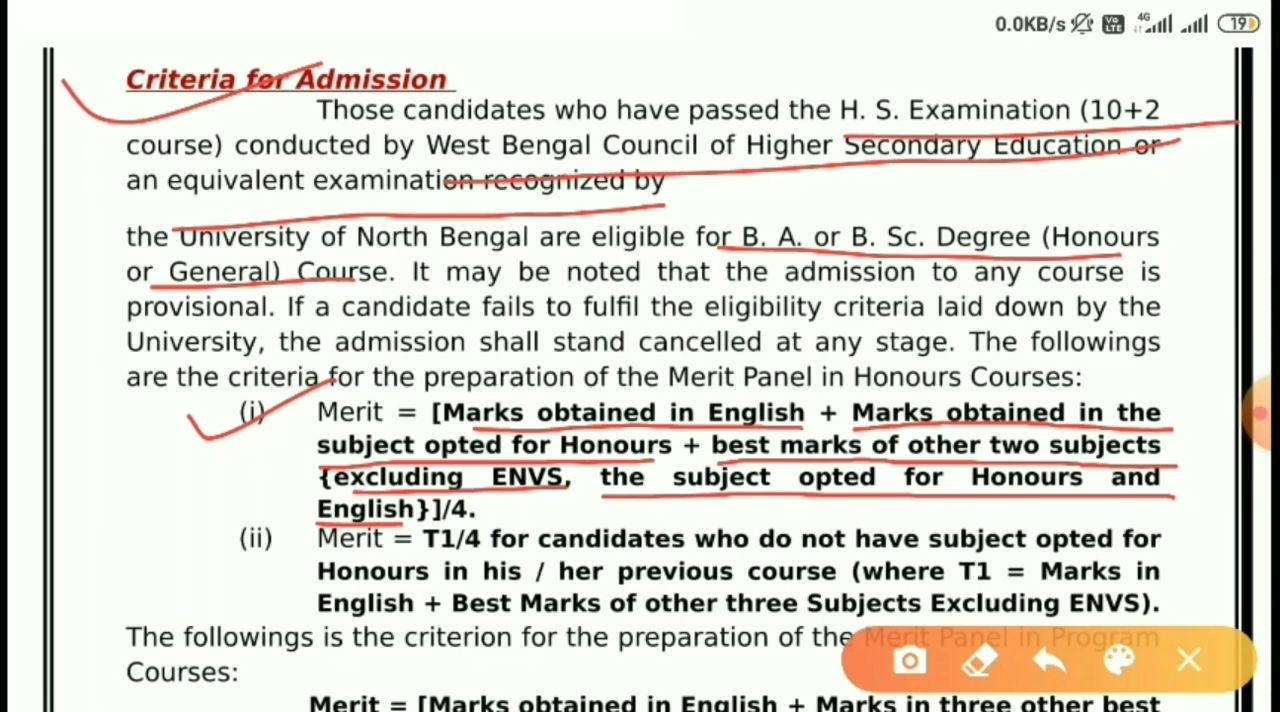 0.0KB/s Vo LTE 4G 19
Criteria for Admission
Those candidates who have passed the H. S. Examination (10+2
course) conducted by West Bengal Council of Higher Secondary Education or
an equivalent examination recognized by
the University of North Bengal are eligible for B. A. or B. Sc. Degree (Honours
or General) Course. It may be noted that the admission to any course is
provisional. If a candidate fails to fulfil the eligibility criteria laid down by the
University, the admission shall stand cancelled at any stage. The followings
are the criteria for the preparation of the Merit Panel in Honours Courses:
(i) Merit = [Marks obtained in English + Marks obtained in the
subject opted for Honours + best marks of other two subjects
{excluding ENVS, the subject opted for Honours and
English}]/4.
(ii) Merit = T1/4 for candidates who do not have subject opted for
Honours in his / her previous course (where T1 = Marks in
English + Best Marks of other three Subjects Excluding ENVS).
The followings is the criterion for the preparation of the Merit Panel in Program
Courses:
Merit = [Marks obtained in English + Marks in three other best